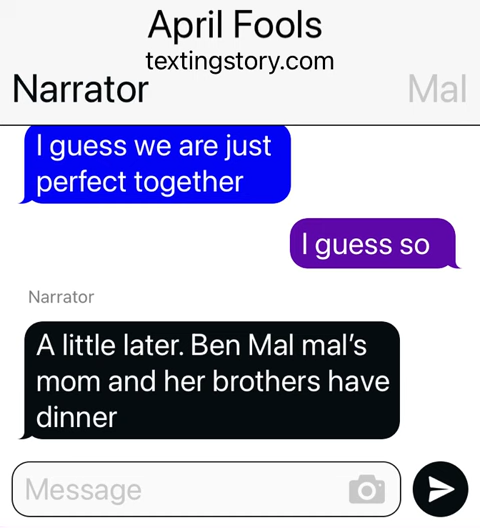 April Fools
textingstory.com
Narrator
Mal
I guess we are just
perfect together
I guess so
Narrator
A little later. Ben Mal mal’s
mom and her brothers have
dinner
Message